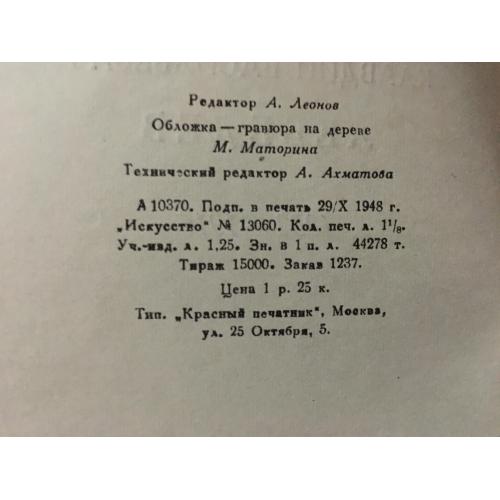 Редактор А. Леонов
Обложка — гравюра на дереве
М. Маторина
Технический редактор А. Ахматова
А 10370. Подп. в печать 29/X 1948 г.
„Искусство“ № 13060. Кол. печ. л. 1¹/₈.
Уч.-изд. л. 1,25. Зн. в 1 п. л. 44278 т.
Тираж 15000. Заказ 1237.
Цена 1 р. 25 к.
Тип. „Красный печатник“, Москва,
ул. 25 Октября, 5.